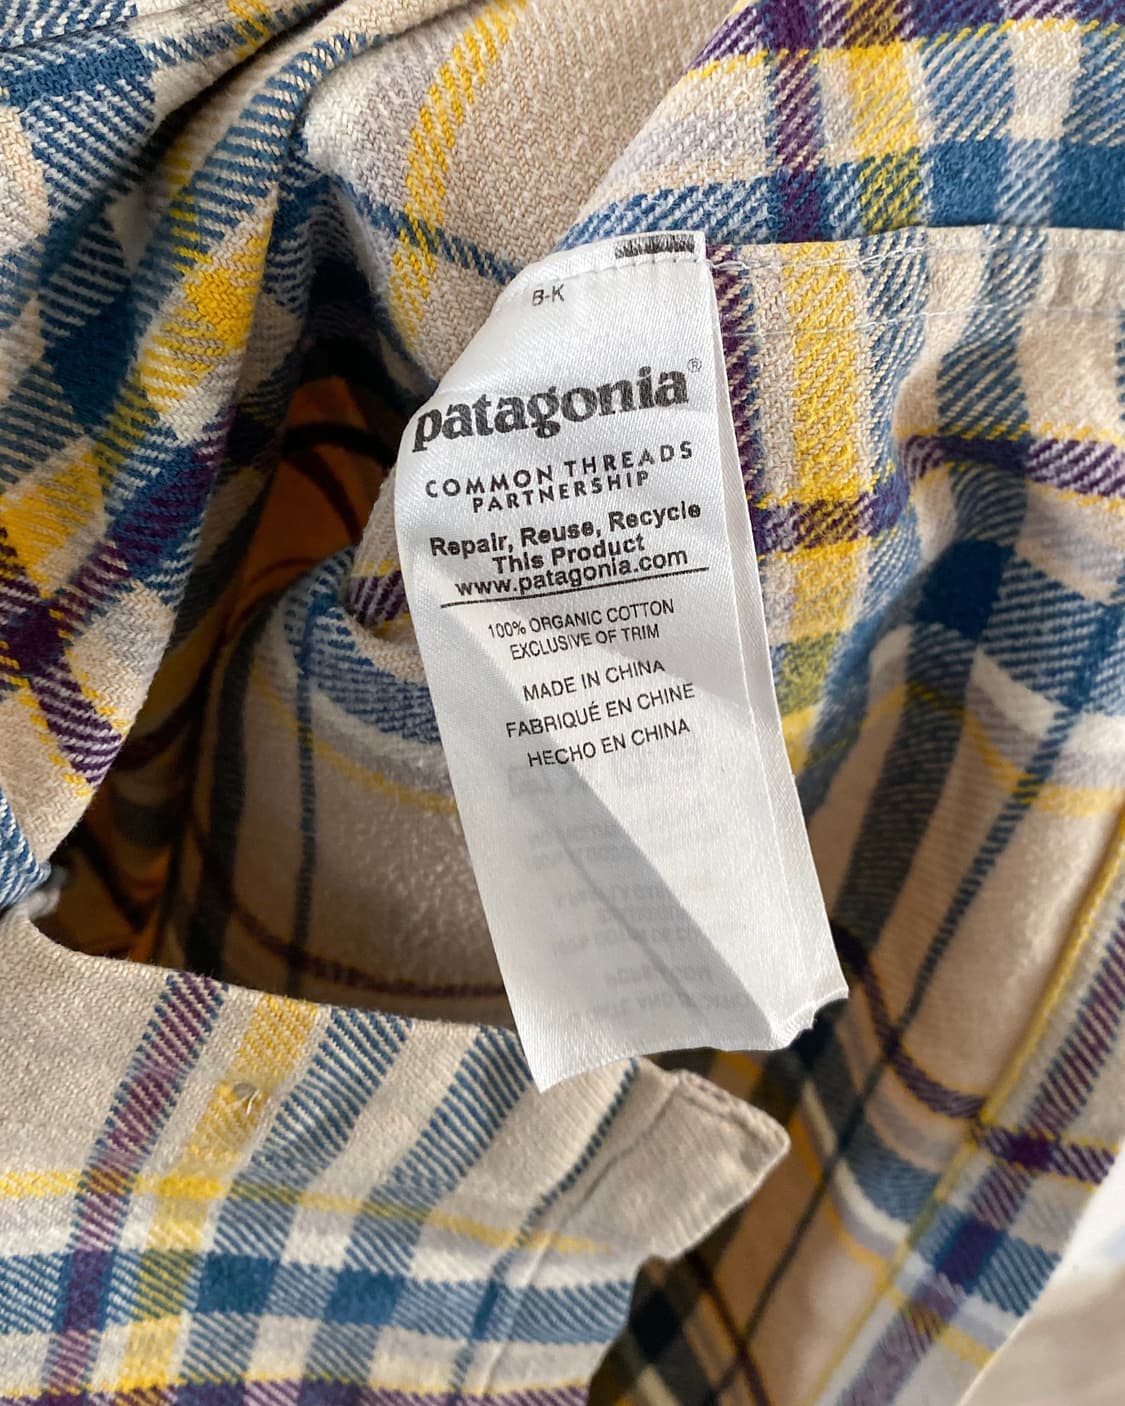 B-K
patagonia®
COMMON THREADS
PARTNERSHIP
Repair, Reuse, Recycle
This Product
www.patagonia.com
100% ORGANIC COTTON
EXCLUSIVE OF TRIM
MADE IN CHINA
FABRIQUÉ EN CHINE
HECHO EN CHINA